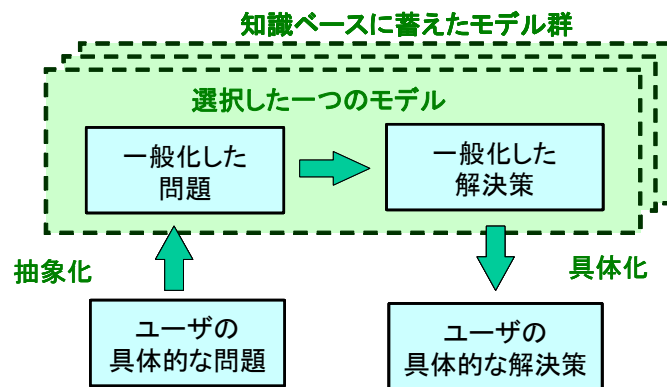 知識ベースに蓄えたモデル群
選択した一つのモデル
一般化した
問題
一般化した
解決策
抽象化
具体化
ユーザの
具体的な問題
ユーザの
具体的な解決策